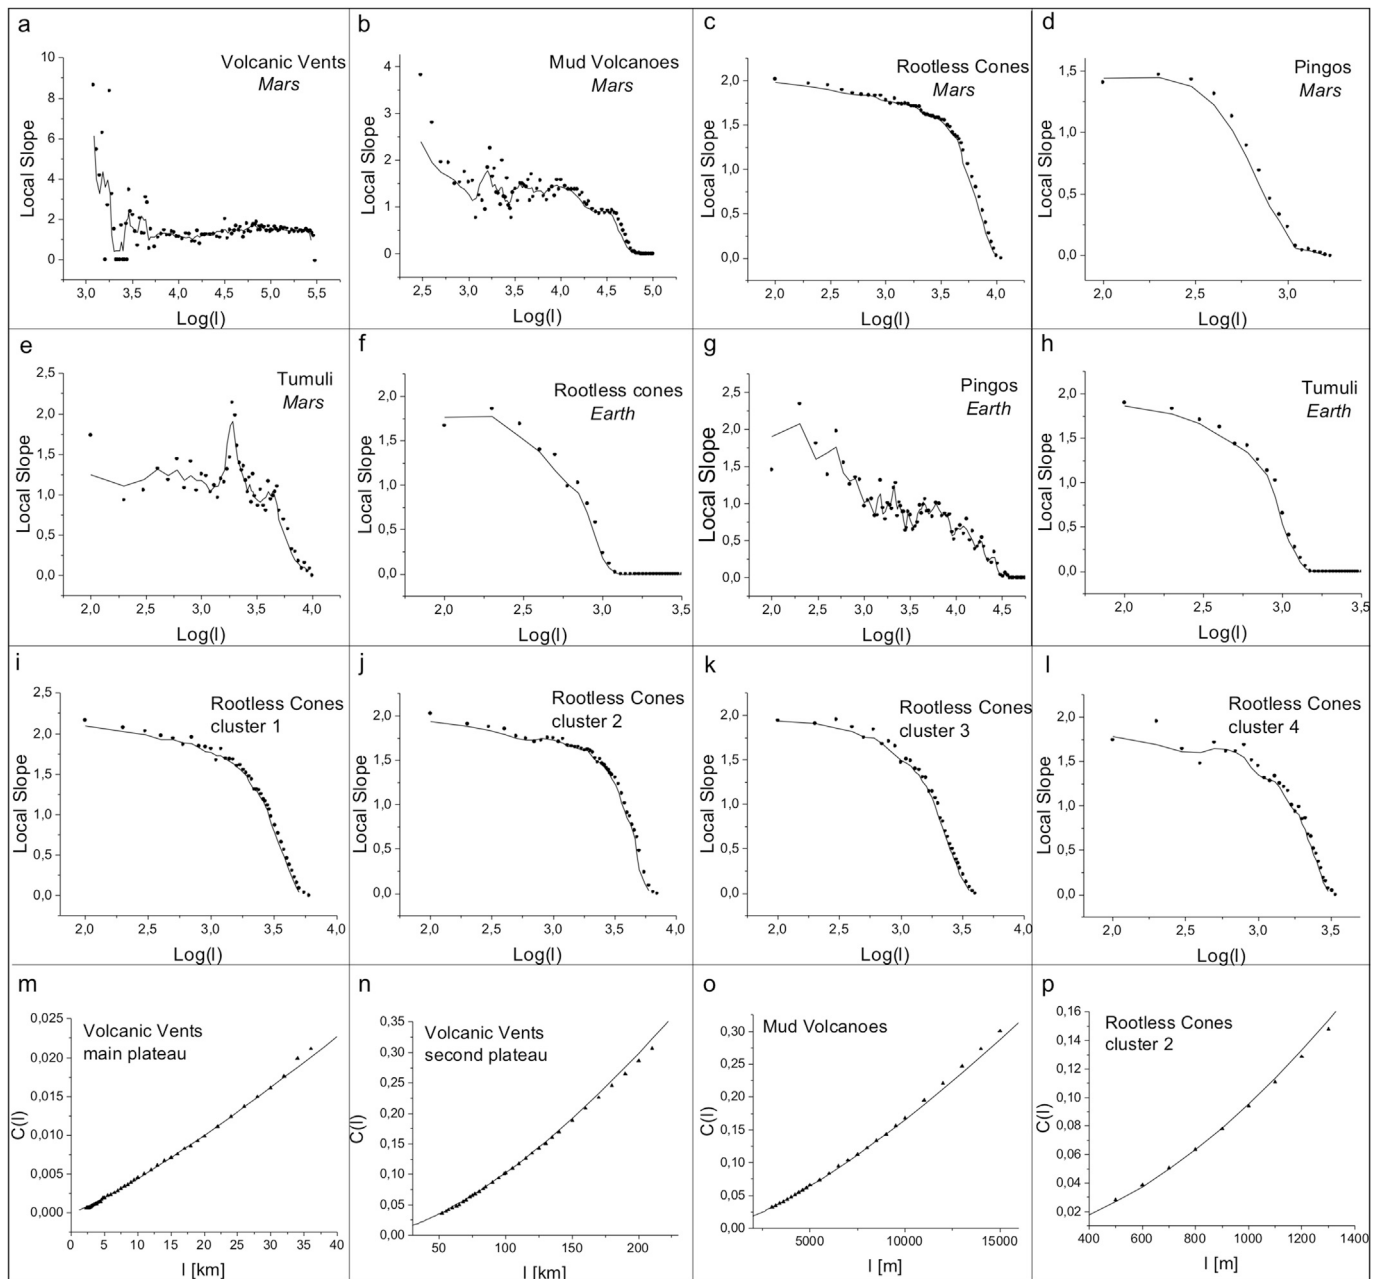 a
Volcanic Vents
Mars
10
8
6
4
2
0
Local Slope
3,0 3,5 4,0 4,5 5,0 5,5
Log(l)
b
Mud Volcanoes
Mars
4
3
2
1
0
Local Slope
2,5 3,0 3,5 4,0 4,5 5,0
Log(l)
c
Rootless Cones
Mars
2,0
1,5
1,0
0,5
0,0
Local Slope
2,0 2,5 3,0 3,5 4,0
Log(l)
d
Pingos
Mars
1,5
1,0
0,5
0,0
Local Slope
2,0 2,5 3,0
Log(l)
e
Tumuli
Mars
2,5
2,0
1,5
1,0
0,5
0,0
Local Slope
2,0 2,5 3,0 3,5 4,0
Log(l)
f
Rootless cones
Earth
2,0
1,5
1,0
0,5
0,0
Local Slope
2,0 2,5 3,0 3,5
Log(l)
g
Pingos
Earth
2,5
2,0
1,5
1,0
0,5
0,0
Local Slope
2,0 2,5 3,0 3,5 4,0 4,5
Log(l)
h
Tumuli
Earth
2,0
1,5
1,0
0,5
0,0
Local Slope
2,0 2,5 3,0 3,5
Log(l)
i
Rootless Cones
cluster 1
2,5
2,0
1,5
1,0
0,5
0,0
Local Slope
2,0 2,5 3,0 3,5 4,0
Log(l)
j
Rootless Cones
cluster 2
2,0
1,5
1,0
0,5
0,0
Local Slope
2,0 2,5 3,0 3,5 4,0
Log(l)
k
Rootless Cones
cluster 3
2,0
1,5
1,0
0,5
0,0
Local Slope
2,0 2,5 3,0 3,5 4,0
Log(l)
l
Rootless Cones
cluster 4
2,0
1,5
1,0
0,5
0,0
Local Slope
2,0 2,5 3,0 3,5
Log(l)
m
Volcanic Vents
main plateau
0,025
0,020
0,015
0,010
0,005
0,000
C(l)
0 5 10 15 20 25 30 35 40
l [km]
n
Volcanic Vents
second plateau
0,35
0,30
0,25
0,20
0,15
0,10
0,05
0,00
C(l)
50 100 150 200
l [km]
o
Mud Volcanoes
0,30
0,25
0,20
0,15
0,10
0,05
0,00
C(l)
5000 10000 15000
l [m]
p
Rootless Cones
cluster 2
0,16
0,14
0,12
0,10
0,08
0,06
0,04
0,02
C(l)
400 600 800 1000 1200 1400
l [m]